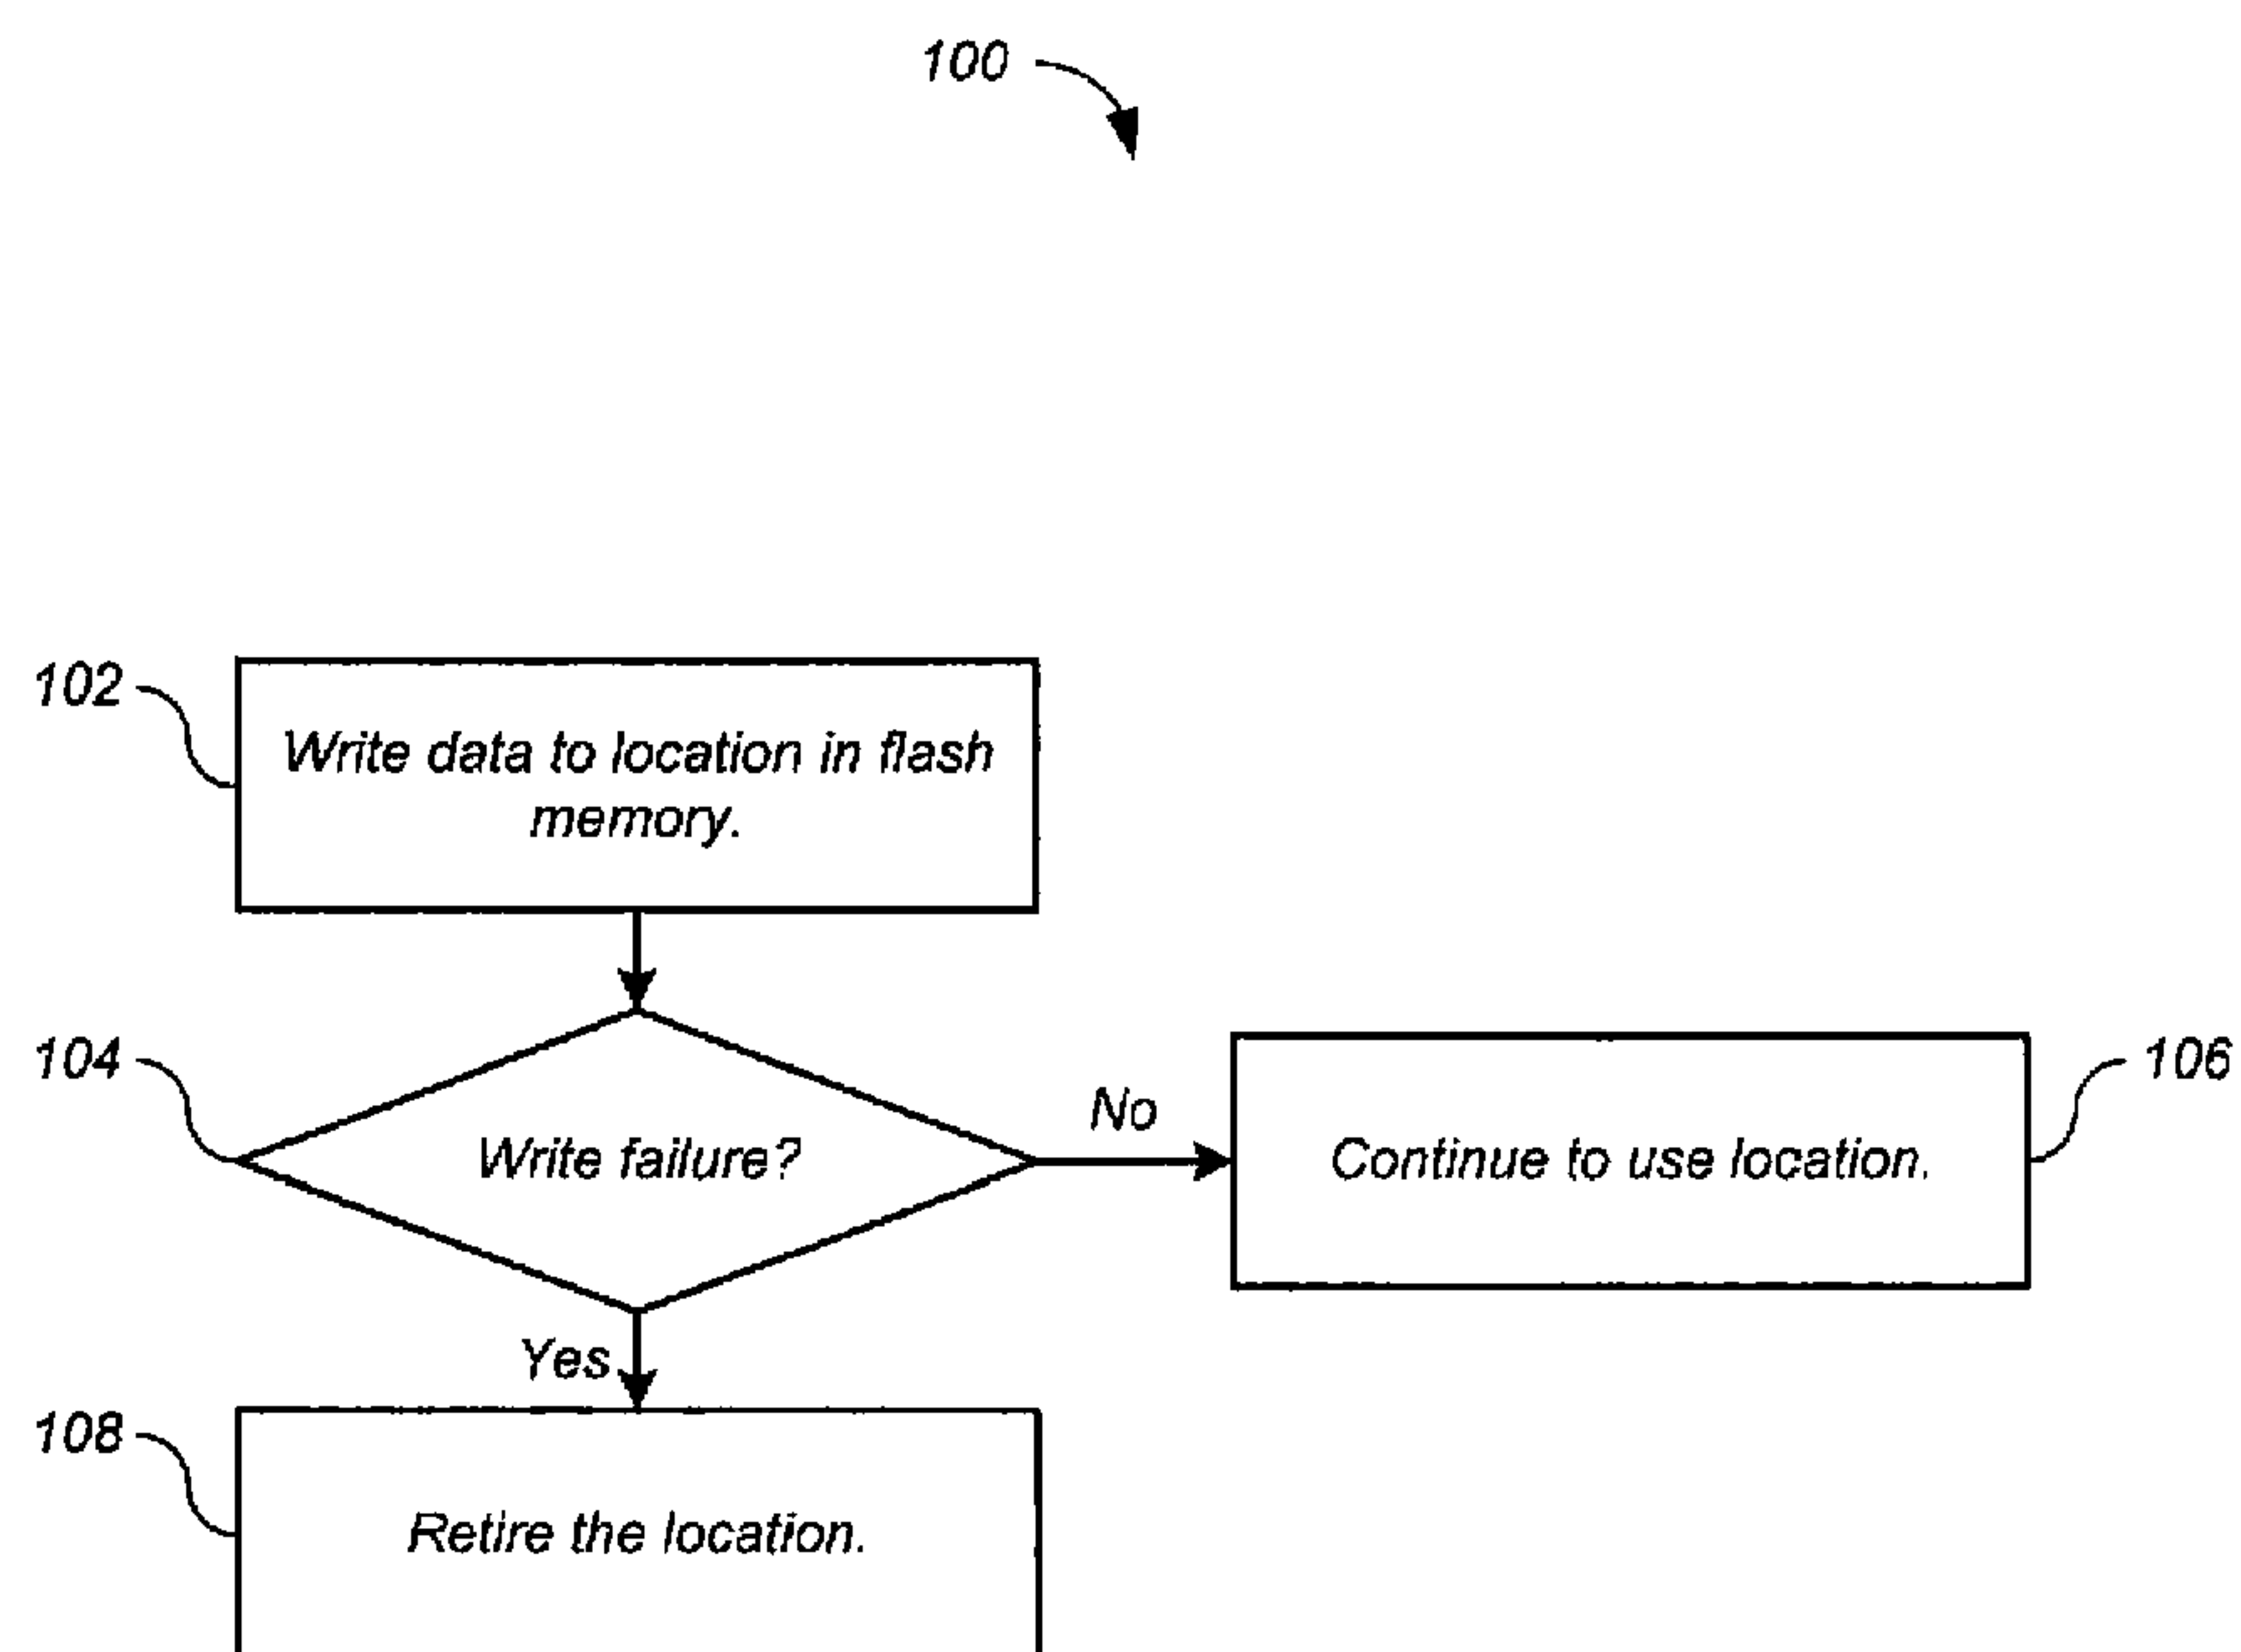 100
102
Write data to location in flash
memory.
104
Write failure?
No
Continue to use location.
106
Yes
108
Retire the location.